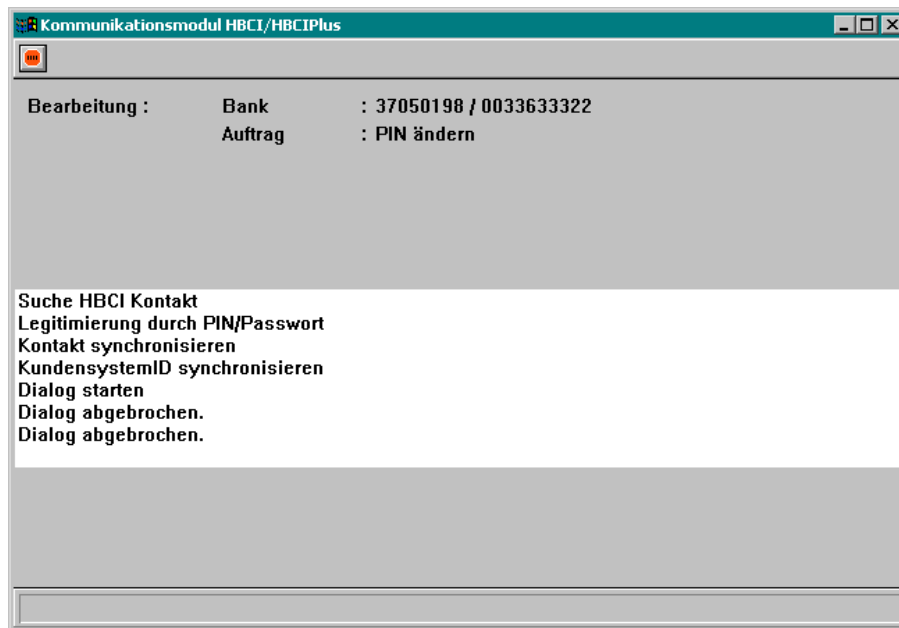 Kommunikationsmodul HBCI/HBCIPlus
Bearbeitung : Bank : 37050198 / 0033633322
Auftrag : PIN ändern
Suche HBCI Kontakt
Legitimierung durch PIN/Passwort
Kontakt synchronisieren
KundensystemID synchronisieren
Dialog starten
Dialog abgebrochen.
Dialog abgebrochen.